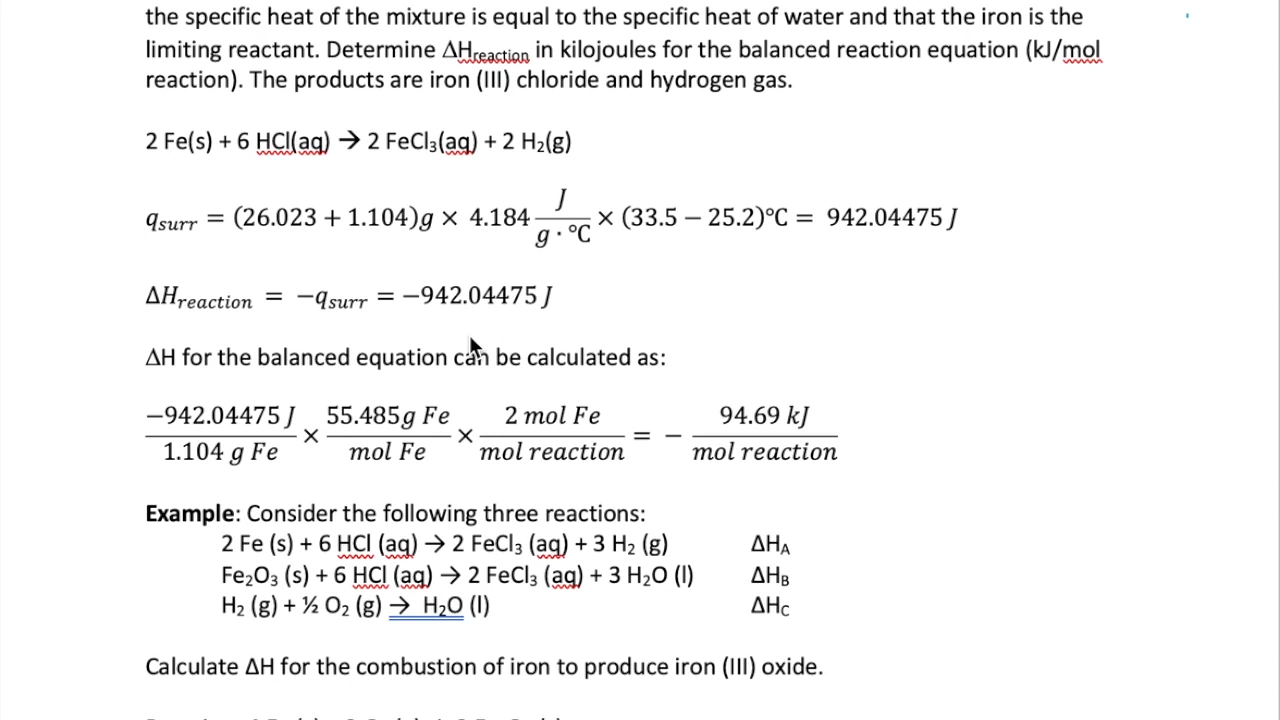 the specific heat of the mixture is equal to the specific heat of water and that the iron is the
limiting reactant. Determine ΔHreaction in kilojoules for the balanced reaction equation (kJ/mol
reaction). The products are iron (III) chloride and hydrogen gas.
2 Fe(s) + 6 HCl(aq) → 2 FeCl₃(aq) + 2 H₂(g)
qsurr = (26.023 + 1.104)g × 4.184 J/(g · °C) × (33.5 − 25.2)°C = 942.04475 J
ΔHreaction = −qsurr = −942.04475 J
ΔH for the balanced equation can be calculated as:
−942.04475 J / 1.104 g Fe × 55.485g Fe / mol Fe × 2 mol Fe / mol reaction = − 94.69 kJ / mol reaction
Example: Consider the following three reactions:
2 Fe (s) + 6 HCl (aq) → 2 FeCl₃ (aq) + 3 H₂ (g) ΔHA
Fe₂O₃ (s) + 6 HCl (aq) → 2 FeCl₃ (aq) + 3 H₂O (l) ΔHB
H₂ (g) + ½ O₂ (g) → H₂O (l) ΔHC
Calculate ΔH for the combustion of iron to produce iron (III) oxide.